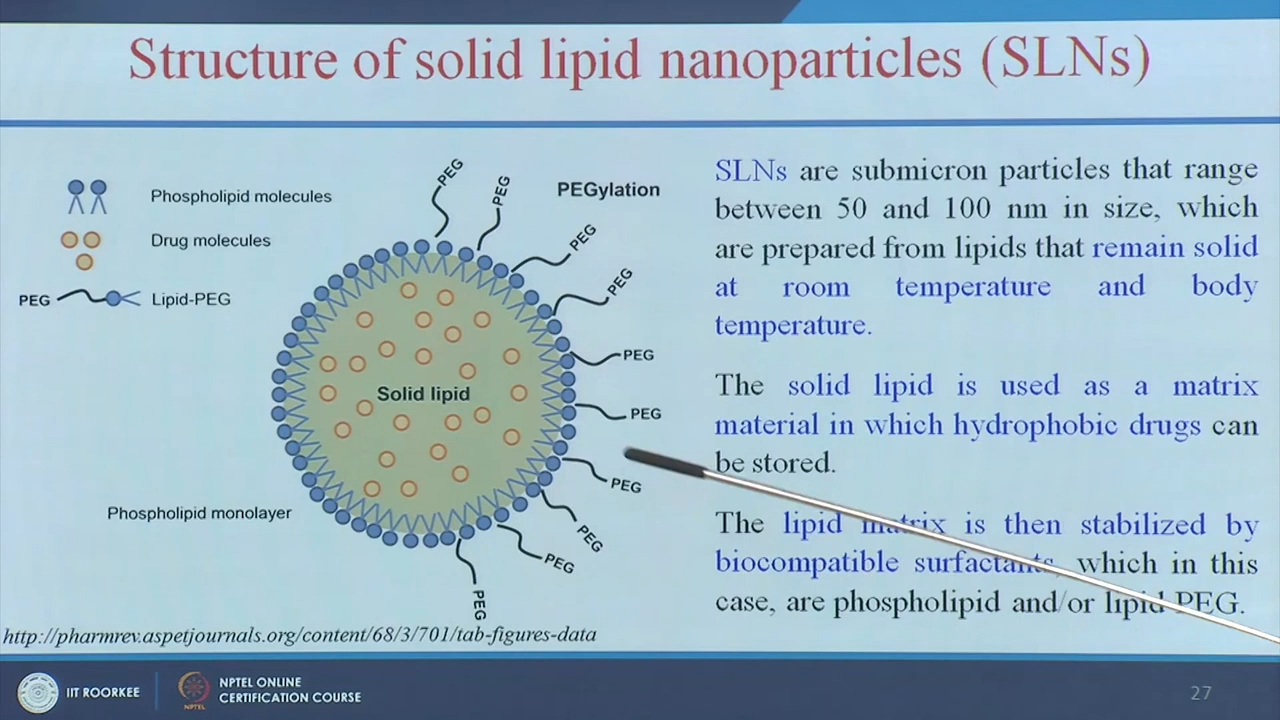 Structure of solid lipid nanoparticles (SLNs)
Phospholipid molecules
Drug molecules
PEG
Lipid-PEG
PEG
PEG
PEGylation
PEG
PEG
PEG
PEG
PEG
PEG
PEG
PEG
Solid lipid
Phospholipid monolayer
http://pharmrev.aspetjournals.org/content/68/3/701/tab-figures-data
SLNs are submicron particles that range
between 50 and 100 nm in size, which
are prepared from lipids that remain solid
at room temperature and body
temperature.
The solid lipid is used as a matrix
material in which hydrophobic drugs can
be stored.
The lipid matrix is then stabilized by
biocompatible surfactants, which in this
case, are phospholipid and/or lipid PEG.
IIT ROORKEE
NPTEL
NPTEL ONLINE
CERTIFICATION COURSE
27